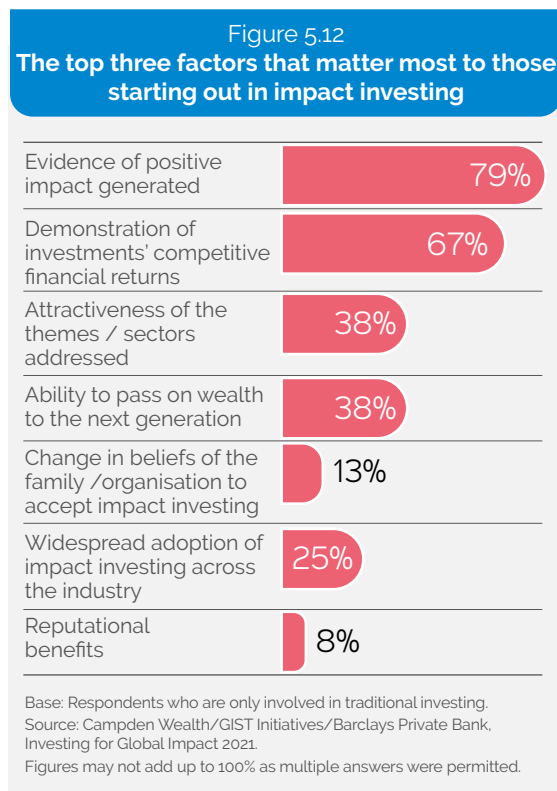 Figure 5.12
The top three factors that matter most to those
starting out in impact investing
Evidence of positive
impact generated
79%
Demonstration of
investments’ competitive
financial returns
67%
Attractiveness of the
themes / sectors
addressed
38%
Ability to pass on wealth
to the next generation
38%
Change in beliefs of the
family /organisation to
accept impact investing
13%
Widespread adoption of
impact investing across
the industry
25%
Reputational
benefits
8%
Base: Respondents who are only involved in traditional investing.
Source: Campden Wealth/GIST Initiatives/Barclays Private Bank,
Investing for Global Impact 2021.
Figures may not add up to 100% as multiple answers were permitted.